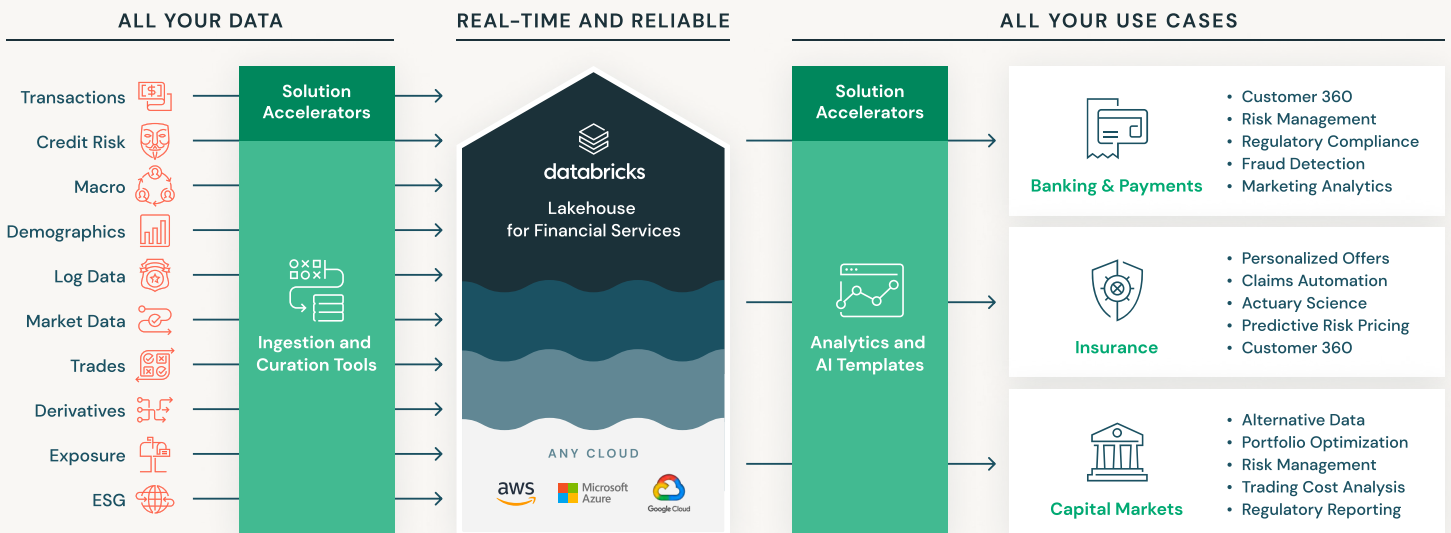 ALL YOUR DATA
Transactions
Credit Risk
Macro
Demographics
Log Data
Market Data
Trades
Derivatives
Exposure
ESG
Solution
Accelerators
Ingestion and
Curation Tools
REAL-TIME AND RELIABLE
databricks
Lakehouse
for Financial Services
ANY CLOUD
aws
Microsoft
Azure
Google Cloud
ALL YOUR USE CASES
Solution
Accelerators
Analytics and
AI Templates
Banking & Payments
• Customer 360
• Risk Management
• Regulatory Compliance
• Fraud Detection
• Marketing Analytics
Insurance
• Personalized Offers
• Claims Automation
• Actuary Science
• Predictive Risk Pricing
• Customer 360
Capital Markets
• Alternative Data
• Portfolio Optimization
• Risk Management
• Trading Cost Analysis
• Regulatory Reporting